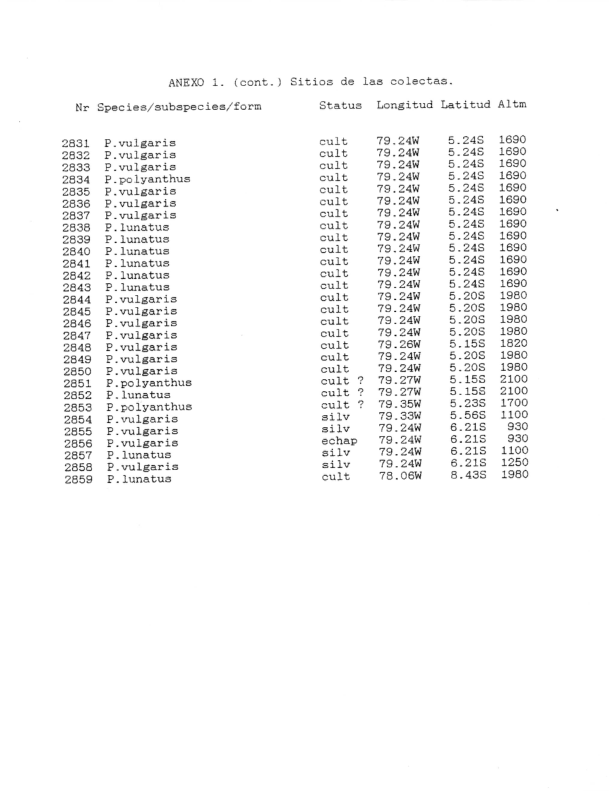 ANEXO 1. (cont.) Sitios de las colectas.
Nr Species/subspecies/form Status Longitud Latitud Altm
2831 P.vulgaris cult 79.24W 5.24S 1690
2832 P.vulgaris cult 79.24W 5.24S 1690
2833 P.vulgaris cult 79.24W 5.24S 1690
2834 P.polyanthus cult 79.24W 5.24S 1690
2835 P.vulgaris cult 79.24W 5.24S 1690
2836 P.vulgaris cult 79.24W 5.24S 1690
2837 P.vulgaris cult 79.24W 5.24S 1690
2838 P.lunatus cult 79.24W 5.24S 1690
2839 P.lunatus cult 79.24W 5.24S 1690
2840 P.lunatus cult 79.24W 5.24S 1690
2841 P.lunatus cult 79.24W 5.24S 1690
2842 P.lunatus cult 79.24W 5.24S 1690
2843 P.lunatus cult 79.24W 5.24S 1690
2844 P.vulgaris cult 79.24W 5.20S 1980
2845 P.vulgaris cult 79.24W 5.20S 1980
2846 P.vulgaris cult 79.24W 5.20S 1980
2847 P.vulgaris cult 79.24W 5.20S 1980
2848 P.vulgaris cult 79.26W 5.15S 1820
2849 P.vulgaris cult 79.24W 5.20S 1980
2850 P.vulgaris cult 79.24W 5.20S 1980
2851 P.polyanthus cult ? 79.27W 5.15S 2100
2852 P.lunatus cult ? 79.27W 5.15S 2100
2853 P.polyanthus cult ? 79.35W 5.23S 1700
2854 P.vulgaris silv 79.33W 5.56S 1100
2855 P.vulgaris silv 79.24W 6.21S 930
2856 P.vulgaris echap 79.24W 6.21S 930
2857 P.lunatus silv 79.24W 6.21S 1100
2858 P.vulgaris silv 79.24W 6.21S 1250
2859 P.lunatus cult 78.06W 8.43S 1980